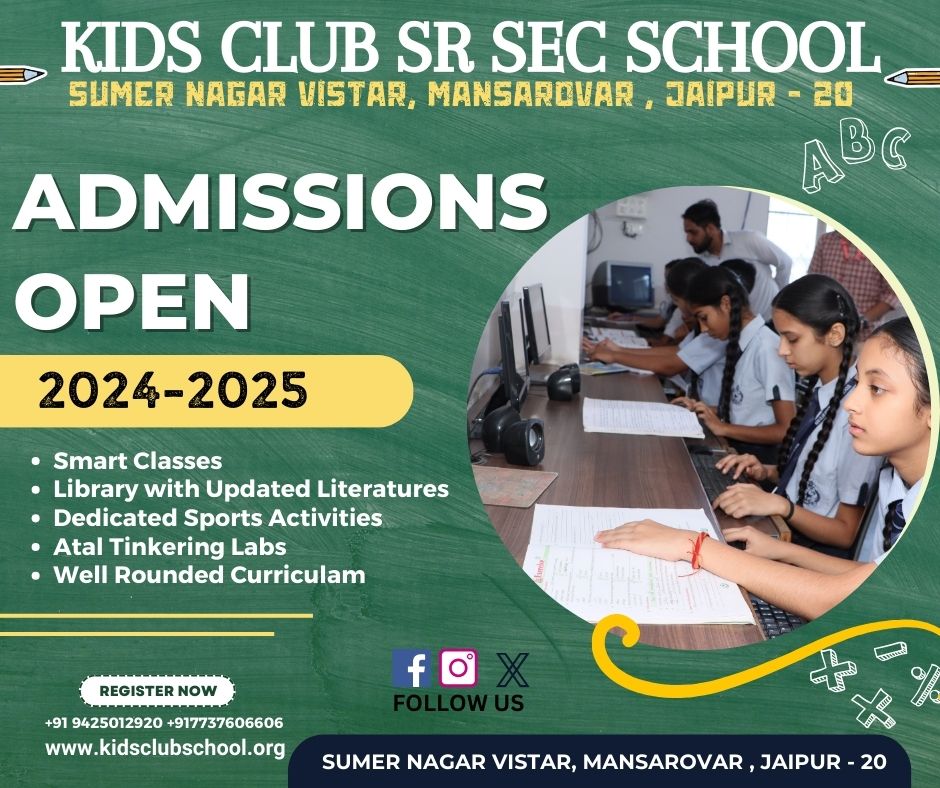 KIDS CLUB SR SEC SCHOOL
SUMER NAGAR VISTAR, MANSAROVAR , JAIPUR - 20
ABC
ADMISSIONS
OPEN
2024-2025
• Smart Classes
• Library with Updated Literatures
• Dedicated Sports Activities
• Atal Tinkering Labs
• Well Rounded Curriculam
REGISTER NOW
+91 9425012920 +917737606606
www.kidsclubschool.org
FOLLOW US
SUMER NAGAR VISTAR, MANSAROVAR , JAIPUR - 20